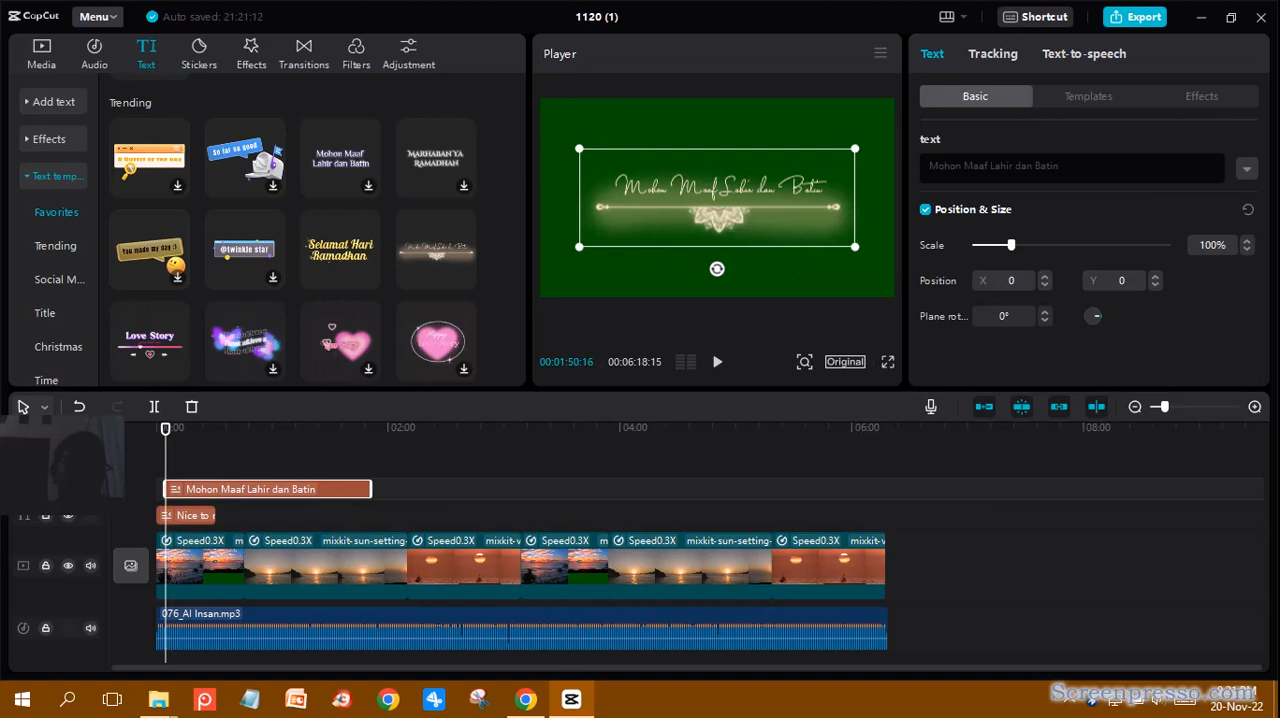 CapCut
Menu
Auto saved: 21:21:12
1120 (1)
Shortcut
Export
Media
Audio
Text
Stickers
Effects
Transitions
Filters
Adjustment
Player
Text
Tracking
Text-to-speech
Add text
Effects
Text temp...
Favorites
Trending
Social M...
Title
Christmas
Time
Trending
So far so good
Mohon Maaf
Lahir dan Batin
MARHABAN YA
RAMADHAN
You made my day :)
@twinkle star
Selamat Hari
Ramadhan
Love Story
Mohon Maaf Lahir dan Batin
00:01:50:16
00:06:18:15
Original
Basic
Templates
Effects
text
Mohon Maaf Lahir dan Batin
Position & Size
Scale
100%
Position
X 0
Y 0
Plane rot...
0°
02:00
04:00
06:00
08:00
Mohon Maaf Lahir dan Batin
Nice to
Speed0.3X m
Speed0.3X mixkit-sun-setting-
Speed0.3X mixkit-v
Speed0.3X m
Speed0.3X mixkit-sun-setting-
Speed0.3X mixkit-v
076_Al Insan.mp3
Screenpresso.com
20-Nov-22